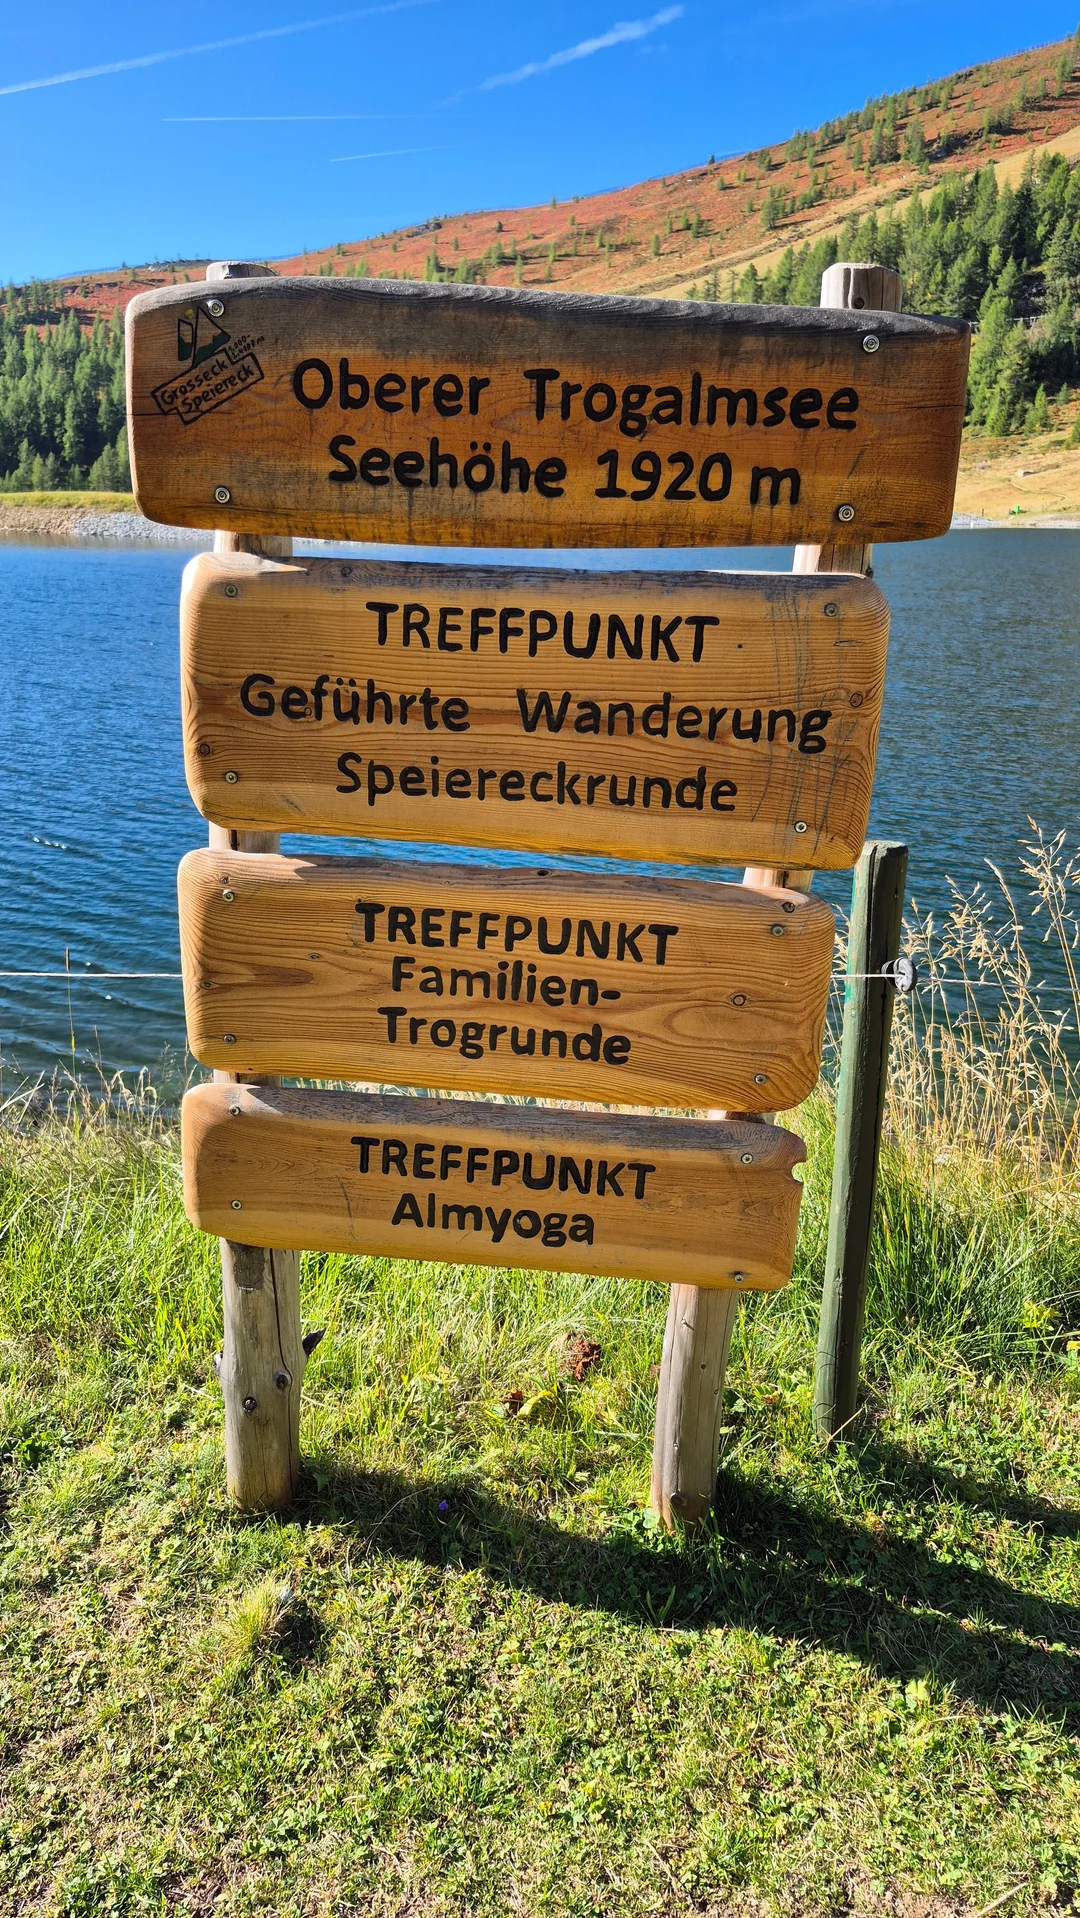 Grosseck
Speiereck
Oberer Trogalmsee
Seehöhe 1920 m
TREFFPUNKT
Geführte Wanderung
Speiereckrunde
TREFFPUNKT
Familien-
Trogrunde
TREFFPUNKT
Almyoga